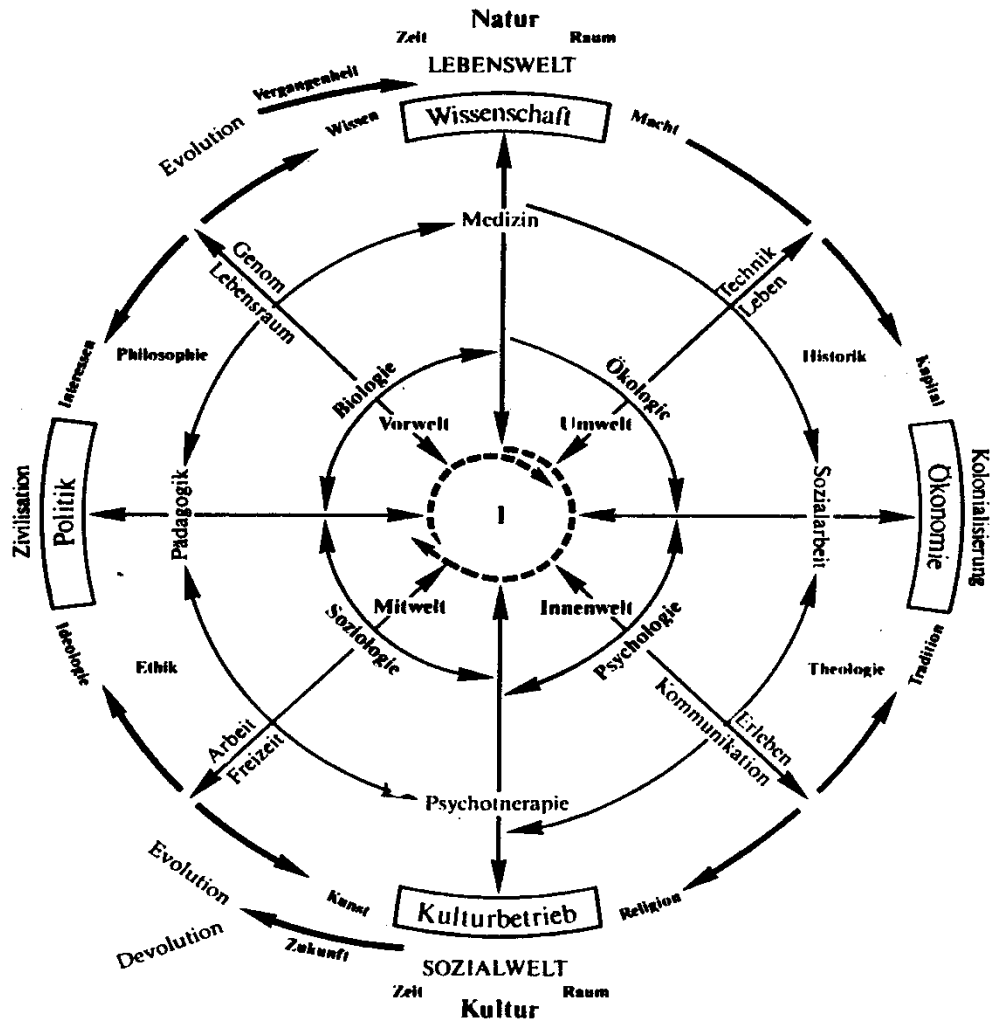 Natur
Zeit Raum
LEBENSWELT
Vergangenheit
Wissenschaft
Evolution
Wissen
Macht
Medizin
Genom
Lebensraum
Technik
Leben
Interessen
Philosophie
Historik
Kapital
Biologie
Ökologie
Vorwelt
Umwelt
Zivilisation
Politik
Pädagogik
I
Sozialarbeit
Ökonomie
Kolonialisierung
Mitwelt
Innenwelt
Soziologie
Psychologie
Ideologie
Ethik
Theologie
Tradition
Arbeit
Freizeit
Erleben
Kommunikation
Psychotnerapie
Evolution
Devolution
Kunst
Zukunft
Kulturbetrieb
Religion
SOZIALWELT
Zeit Raum
Kultur